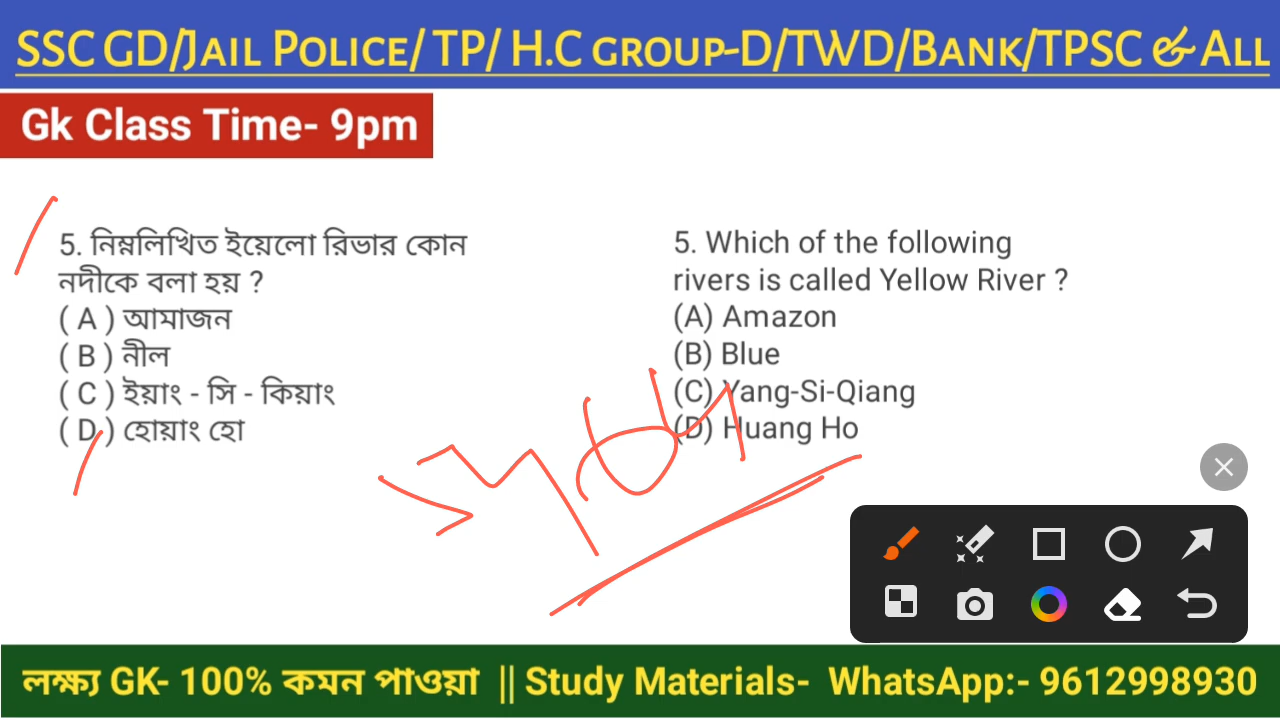 SSC GD/JAIL POLICE/ TP/ H.C GROUP-D/TWD/BANK/TPSC & ALL
Gk Class Time- 9pm
5. নিম্নলিখিত ইয়েলো রিভার কোন
নদীকে বলা হয় ?
( A ) আমাজন
( B ) নীল
( C ) ইয়াং - সি - কিয়াং
( D ) হোয়াং হো
5. Which of the following
rivers is called Yellow River ?
(A) Amazon
(B) Blue
(C) Yang-Si-Qiang
(D) Huang Ho
লক্ষ্য GK- 100% কমন পাওয়া || Study Materials- WhatsApp:- 9612998930